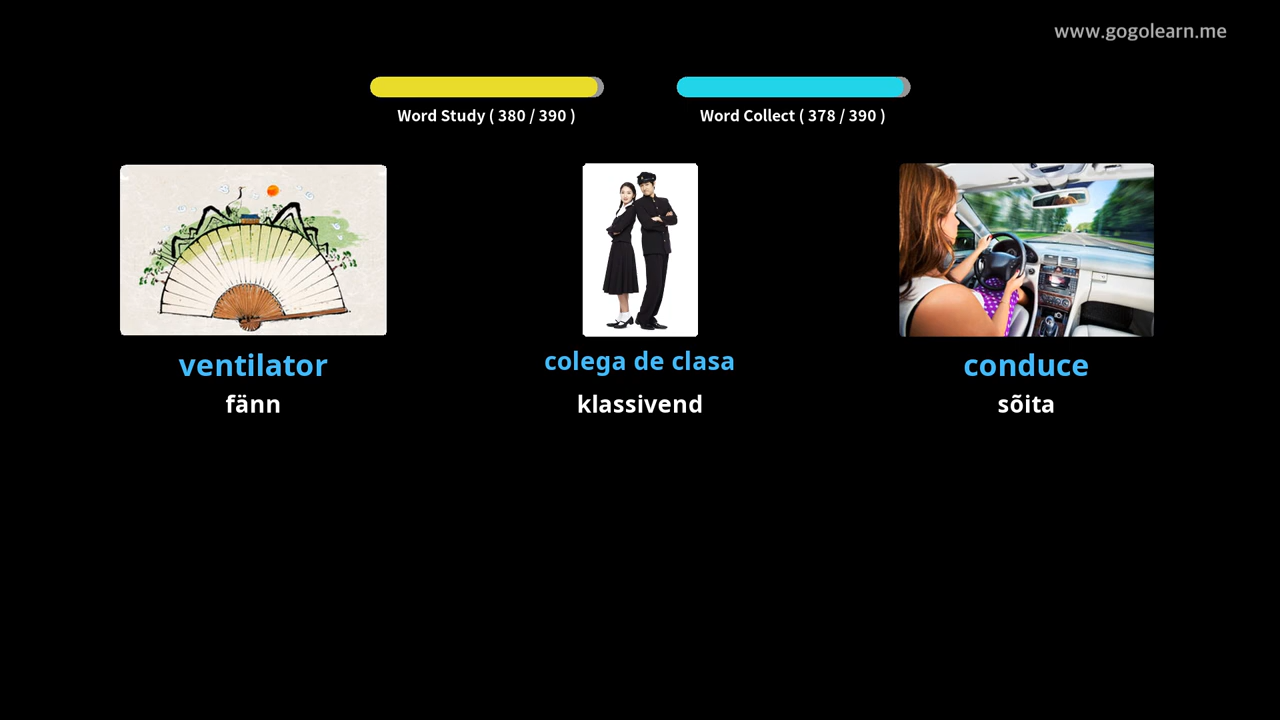 www.gogolearn.me
Word Study ( 380 / 390 )
Word Collect ( 378 / 390 )
ventilator
fänn
colega de clasa
klassivend
conduce
sõita